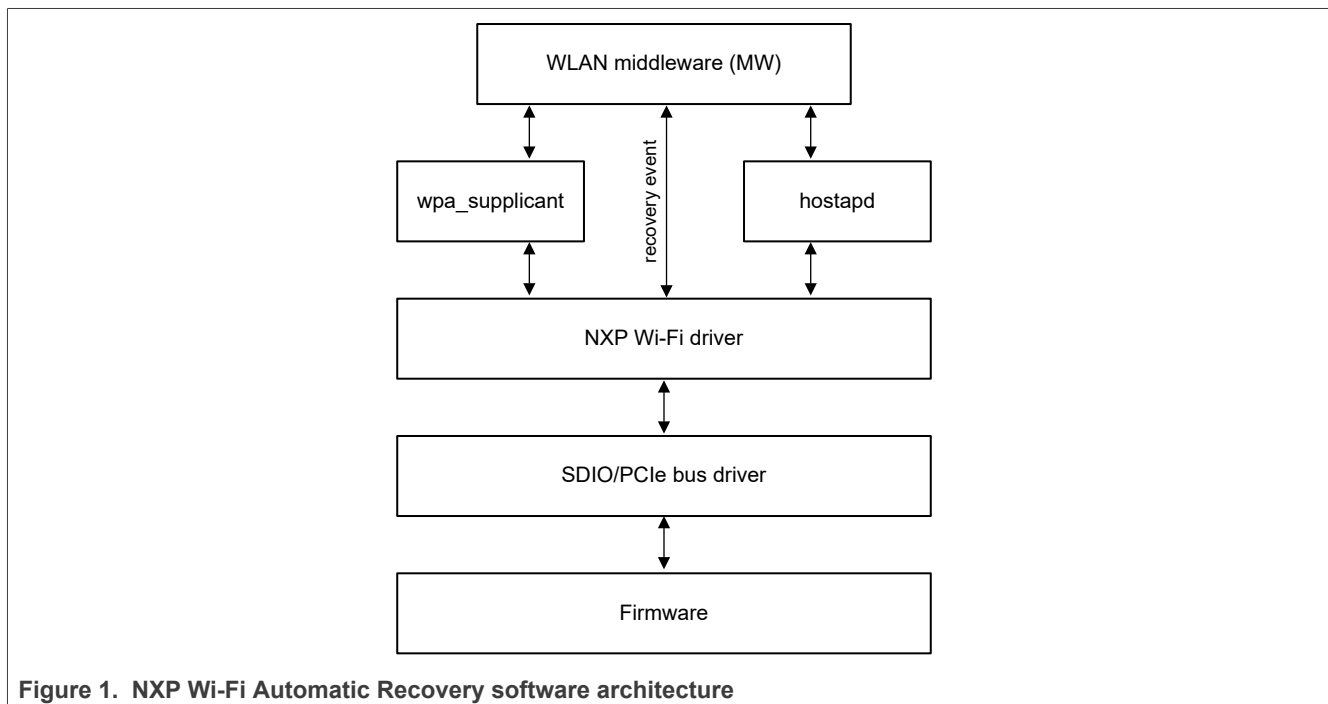 WLAN middleware (MW)
wpa_supplicant
recovery event
hostapd
NXP Wi-Fi driver
SDIO/PCIe bus driver
Firmware
Figure 1. NXP Wi-Fi Automatic Recovery software architecture